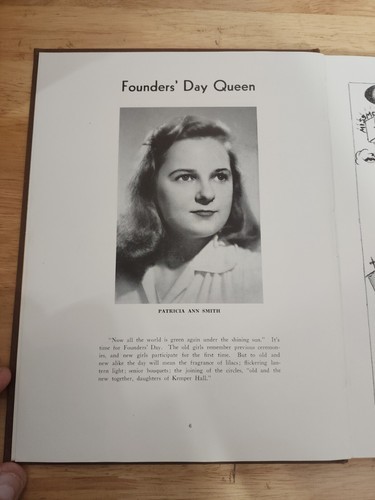 Founders' Day Queen
PATRICIA ANN SMITH
"Now all the world is green again under the shining sun." It's
time for Founders' Day. The old girls remember previous ceremon-
ies, and new girls participate for the first time. But to old and
new alike the day will mean the fragrance of lilacs; flickering lan-
tern light; senior bouquets; the joining of the circles, "old and the
new together, daughters of Kemper Hall."
6